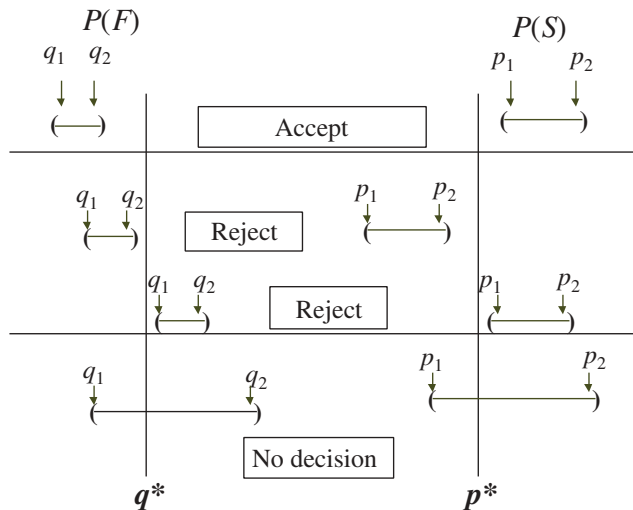 P(F) P(S)
q1 q2 p1 p2
Accept
q1 q2 p1 p2
Reject
q1 q2 p1 p2
Reject
q1 q2 p1 p2
No decision
q* p*